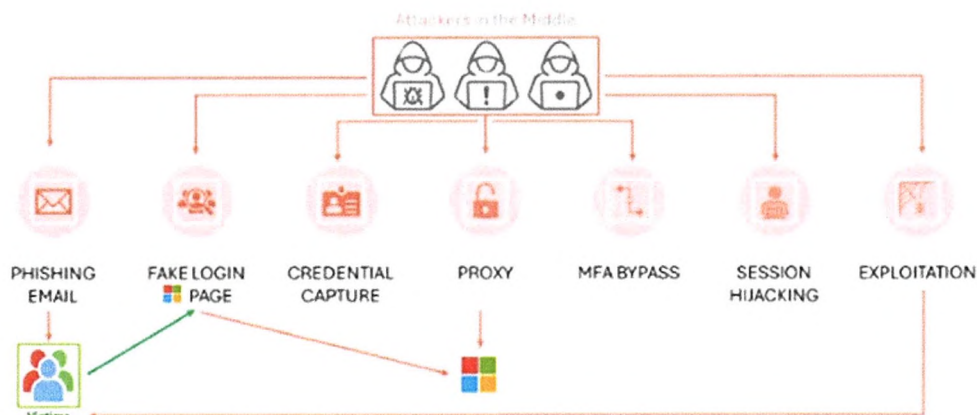 Attackers in the Middle
PHISHING
EMAIL
FAKE LOGIN
PAGE
CREDENTIAL
CAPTURE
PROXY
MFA BYPASS
SESSION
HIJACKING
EXPLOITATION